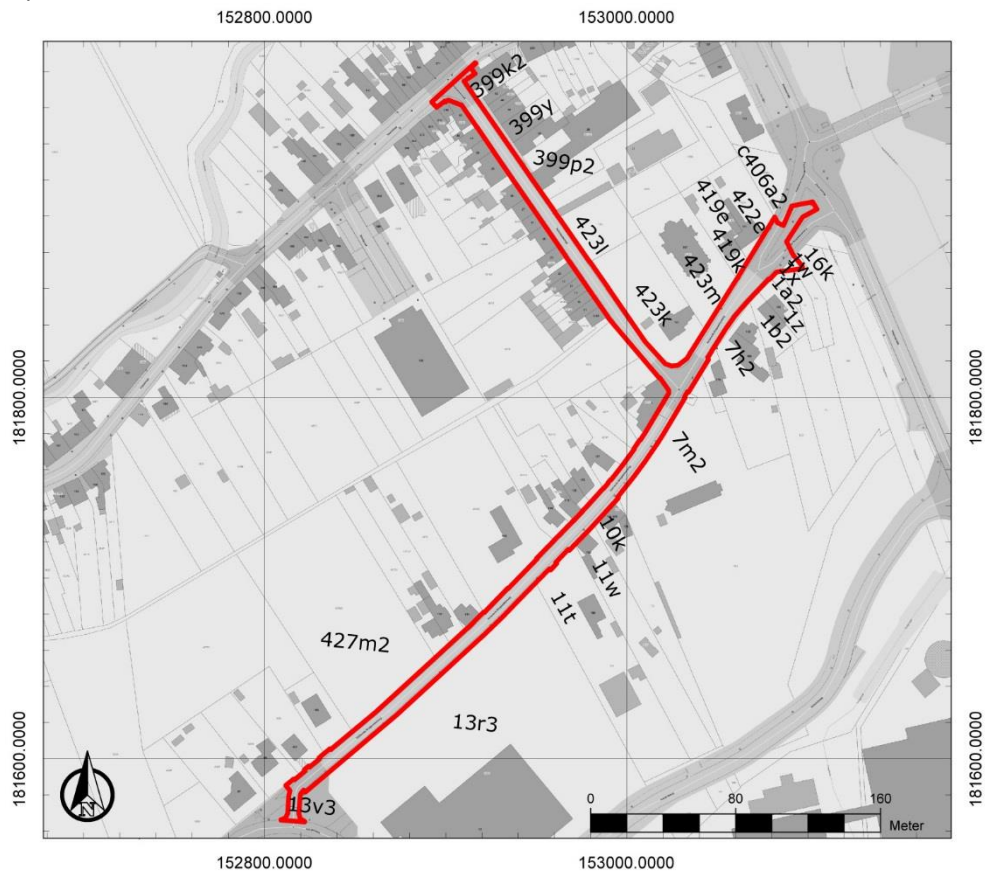 152800.0000
153000.0000
399k2
399y
399p2
c406a2
422e
419e
419k
423l
423m
423k
16k
1w
1x
1a2
1z
1b2
7h2
181800.0000
181800.0000
7m2
10k
11w
11t
427m2
13r3
181600.0000
181600.0000
13v3
N
0
80
160
Meter
152800.0000
153000.0000